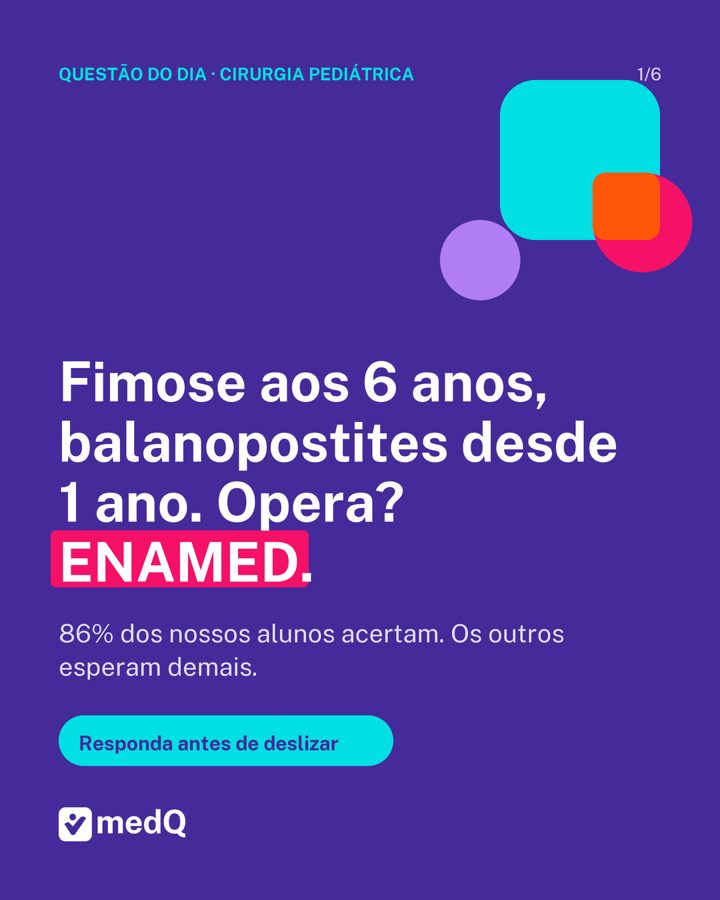 QUESTÃO DO DIA · CIRURGIA PEDIÁTRICA
1/6
Fimose aos 6 anos,
balanopostites desde
1 ano. Opera?
ENAMED.
86% dos nossos alunos acertam. Os outros
esperam demais.
Responda antes de deslizar
medQ